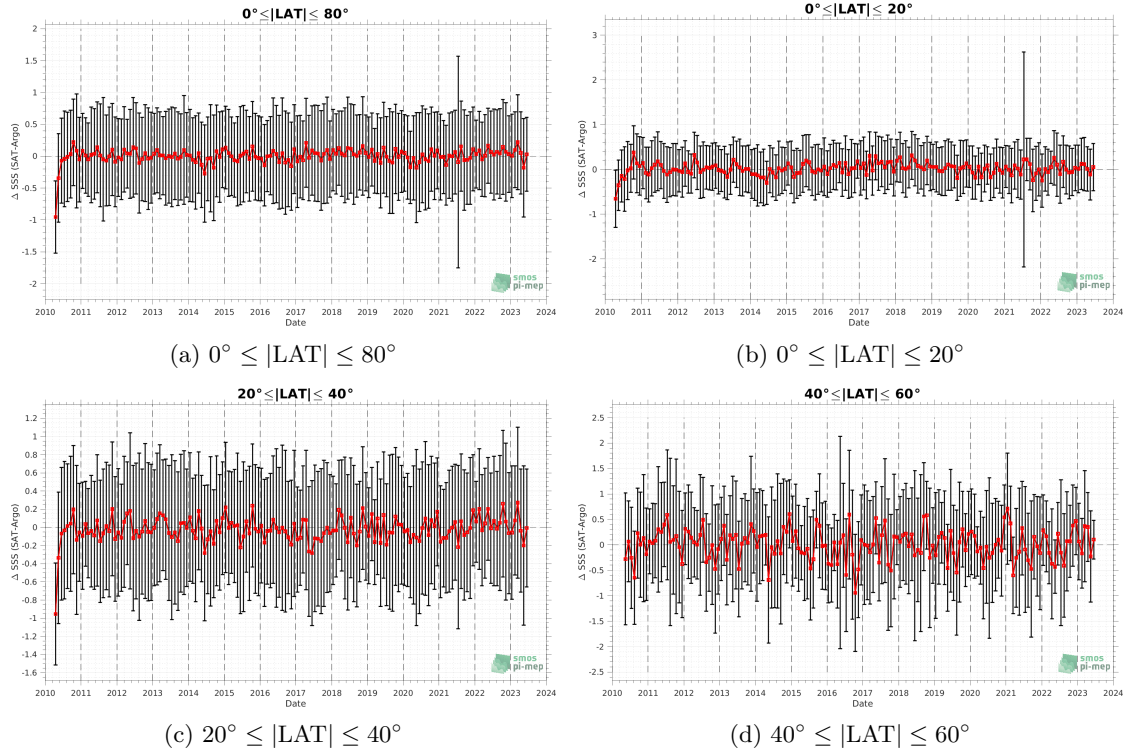 0°≤|LAT|≤ 80°
2
1.5
1
0.5
0
-0.5
-1
-1.5
-2
Δ SSS (SAT-Argo)
2010 2011 2012 2013 2014 2015 2016 2017 2018 2019 2020 2021 2022 2023 2024
Date
smos
pi-mep
(a) 0° ≤ |LAT| ≤ 80°
0°≤|LAT|≤ 20°
3
2
1
0
-1
-2
Δ SSS (SAT-Argo)
2010 2011 2012 2013 2014 2015 2016 2017 2018 2019 2020 2021 2022 2023 2024
Date
smos
pi-mep
(b) 0° ≤ |LAT| ≤ 20°
20°≤|LAT|≤ 40°
1.2
1
0.8
0.6
0.4
0.2
0
-0.2
-0.4
-0.6
-0.8
-1
-1.2
-1.4
-1.6
Δ SSS (SAT-Argo)
2010 2011 2012 2013 2014 2015 2016 2017 2018 2019 2020 2021 2022 2023 2024
Date
smos
pi-mep
(c) 20° ≤ |LAT| ≤ 40°
40°≤|LAT|≤ 60°
2.5
2
1.5
1
0.5
0
-0.5
-1
-1.5
-2
-2.5
Δ SSS (SAT-Argo)
2010 2011 2012 2013 2014 2015 2016 2017 2018 2019 2020 2021 2022 2023 2024
Date
smos
pi-mep
(d) 40° ≤ |LAT| ≤ 60°